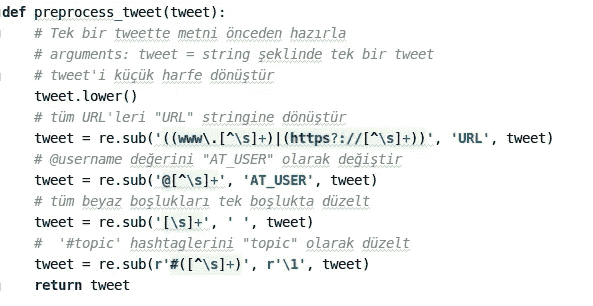 def preprocess_tweet(tweet):
# Tek bir tweette metni önceden hazırla
# arguments: tweet = string şeklinde tek bir tweet
# tweet'i küçük harfe dönüştür
tweet.lower()
# tüm URL'leri "URL" stringine dönüştür
tweet = re.sub('((www\.[^\s]+)|(https?://[^\s]+))', 'URL', tweet)
# @username değerini "AT_USER" olarak değiştir
tweet = re.sub('@[^\s]+', 'AT_USER', tweet)
# tüm beyaz boşlukları tek boşlukta düzelt
tweet = re.sub('[\s]+', ' ', tweet)
#  '#topic' hashtaglerini "topic" olarak düzelt
tweet = re.sub(r'#([^\s]+)', r'\1', tweet)
return tweet